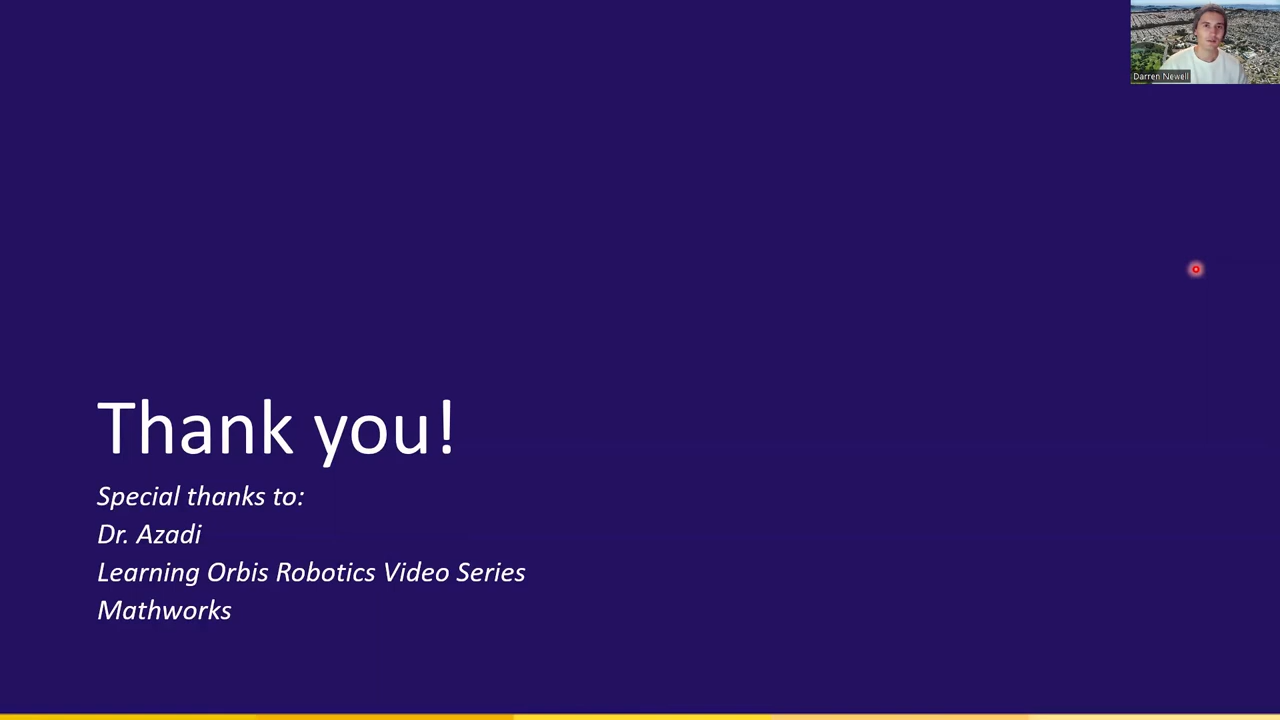 Darren Newell
Thank you!
Special thanks to:
Dr. Azadi
Learning Orbis Robotics Video Series
Mathworks